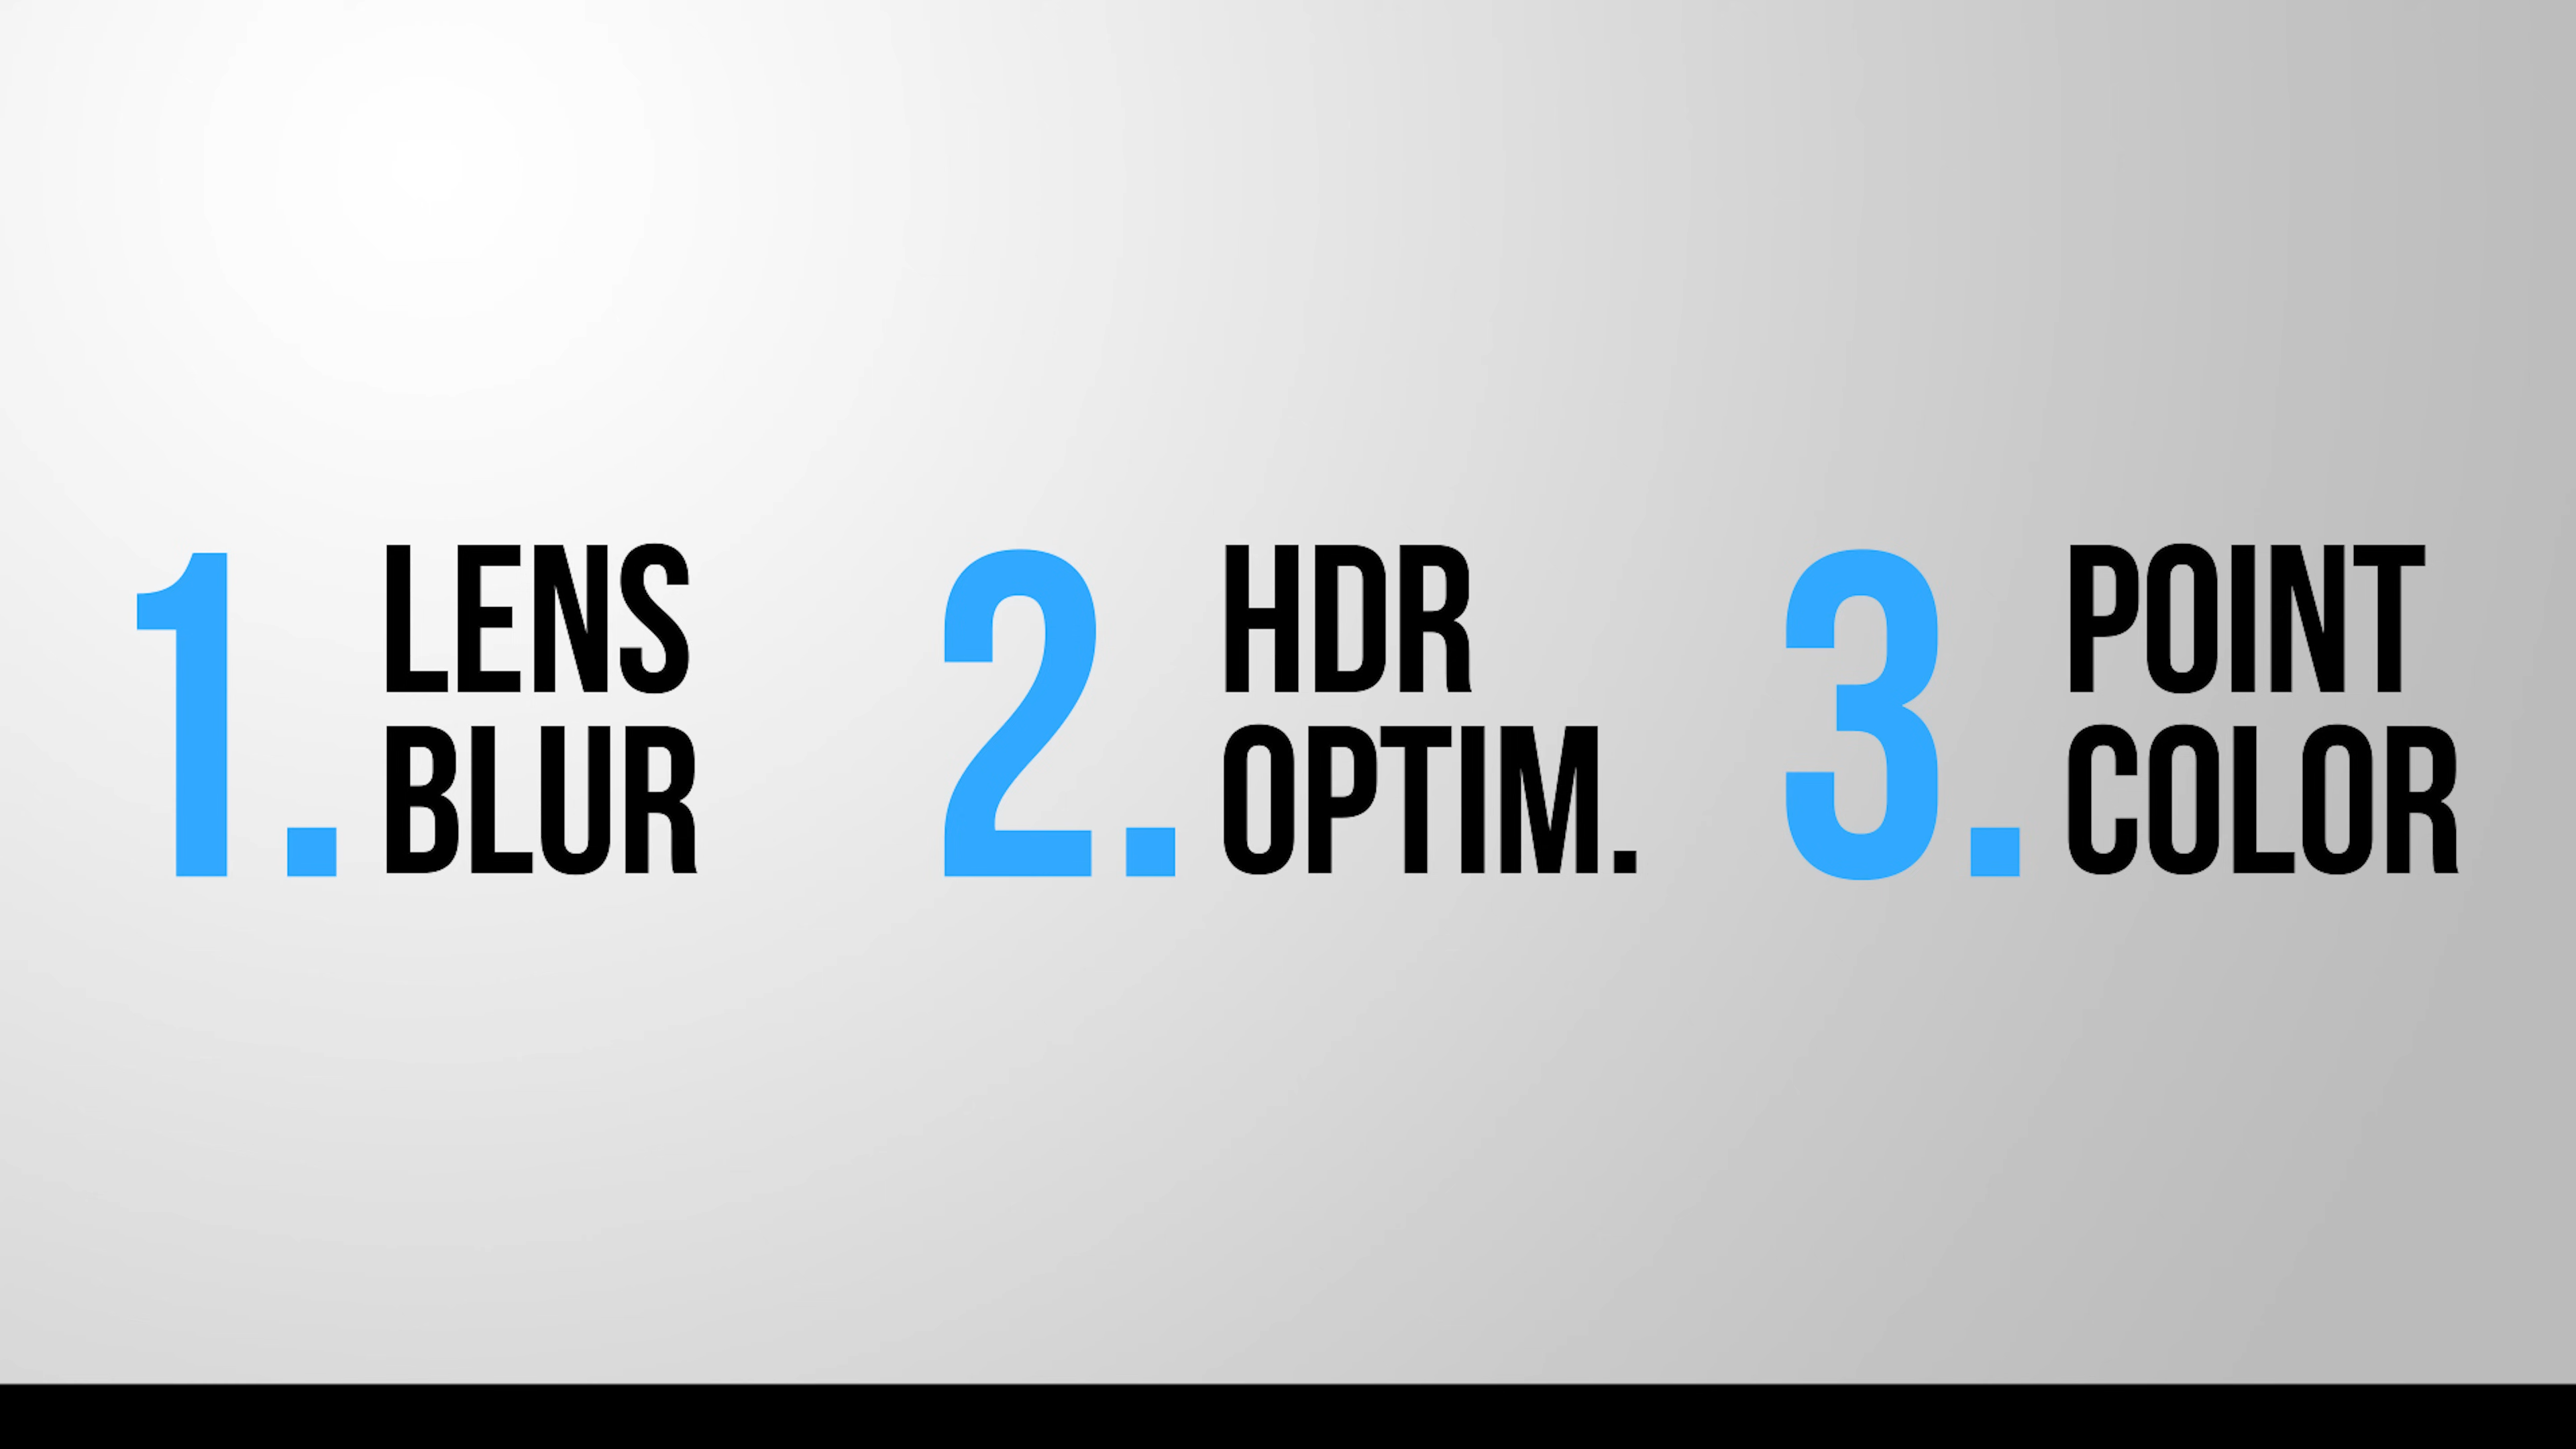 1. LENS
BLUR
2. HDR
OPTIM.
3. POINT
COLOR